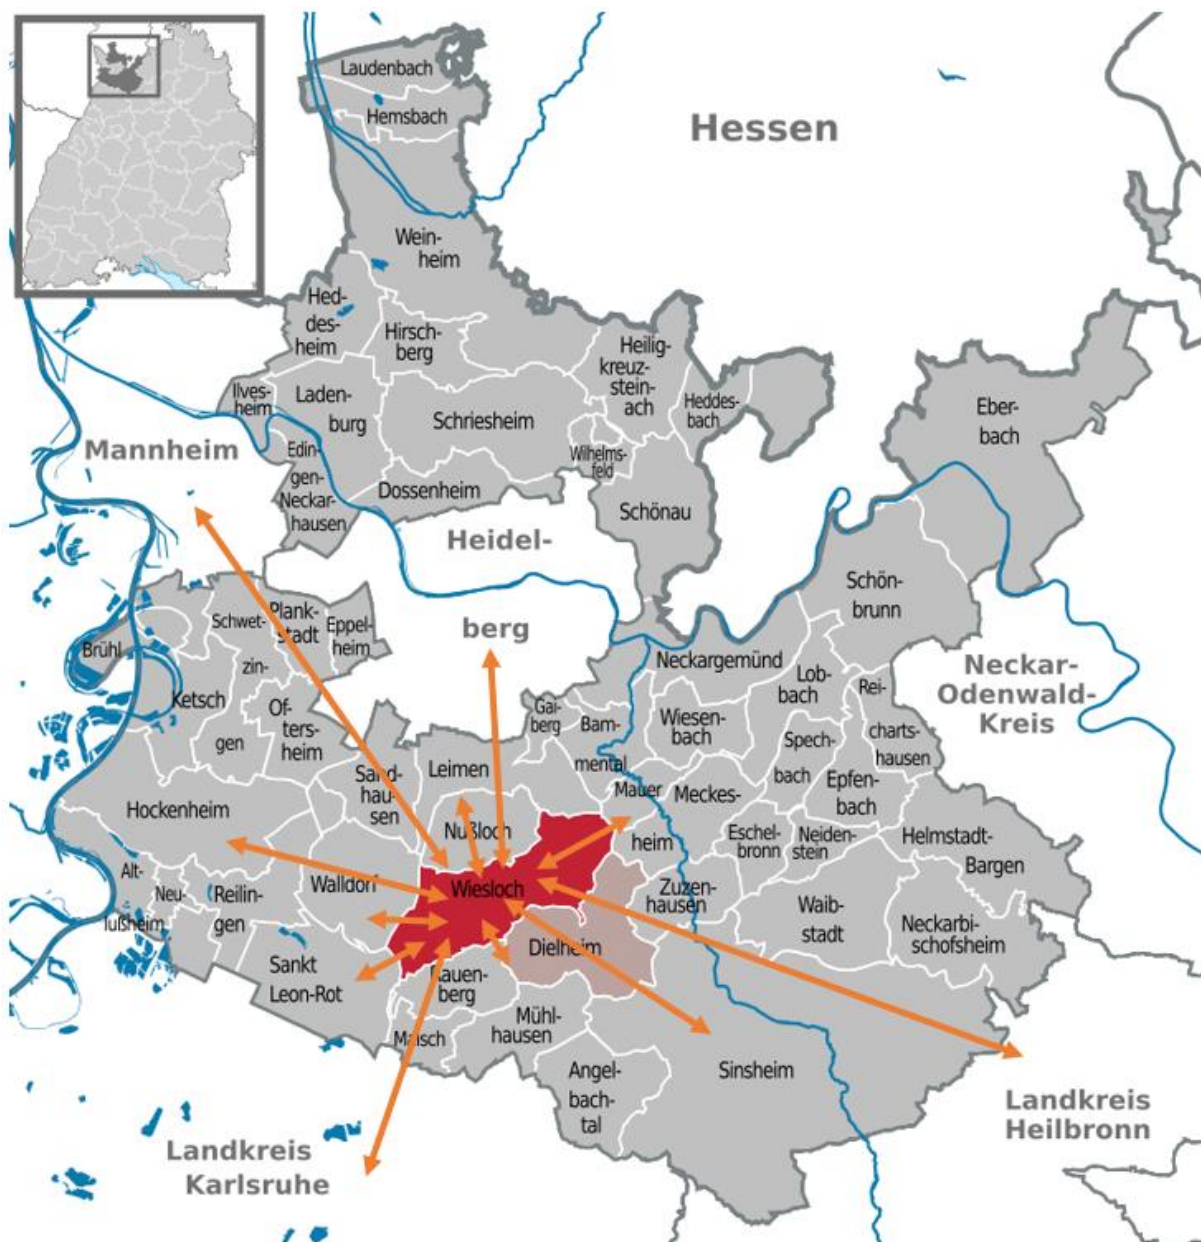 Laudenbach
Hemsbach
Hessen
Wein-
heim
Hed-
des-
heim
Hirsch-
berg
Heilig-
kreuz-
stein-
ach
Ilves-
heim
Laden-
burg
Schriesheim
Heddes-
bach
Eber-
bach
Mannheim
Edin-
gen-
Neckar-
hausen
Wilhelms-
feld
Dossenheim
Schönau
Heidel-
berg
Schön-
brunn
Brühl
Schwet-
zin-
gen
Plank-
stadt
Eppel-
heim
Ketsch
Of-
ters-
heim
Neckargemünd
Lob-
bach
Rei-
charts-
hausen
Neckar-
Odenwald-
Kreis
Gai-
berg
Bam-
mental
Wiesen-
bach
Spech-
bach
Epfen-
bach
Sand-
hau-
sen
Leimen
Mauer
Meckes-
heim
Hockenheim
Nußloch
Eschel-
bronn
Neiden-
stein
Helmstadt-
Bargen
Alt-
lußheim
Neu-
Reilin-
gen
Walldorf
Wiesloch
Zuzen-
hausen
Waib-
stadt
Neckarbi-
schofsheim
Dielheim
Sankt
Leon-Rot
Rauen-
berg
Mühl-
hausen
Malsch
Angel-
bach-
tal
Sinsheim
Landkreis
Heilbronn
Landkreis
Karlsruhe